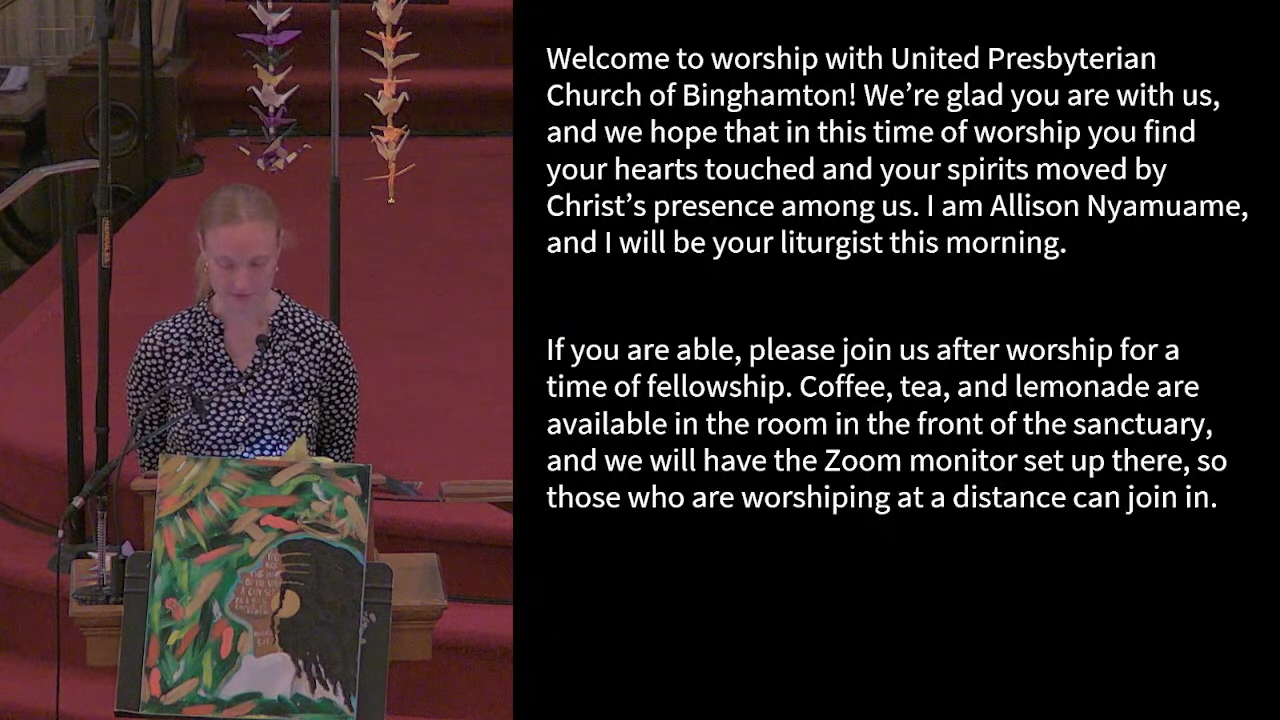 Welcome to worship with United Presbyterian
Church of Binghamton! We’re glad you are with us,
and we hope that in this time of worship you find
your hearts touched and your spirits moved by
Christ’s presence among us. I am Allison Nyamuame,
and I will be your liturgist this morning.
If you are able, please join us after worship for a
time of fellowship. Coffee, tea, and lemonade are
available in the room in the front of the sanctuary,
and we will have the Zoom monitor set up there, so
those who are worshiping at a distance can join in.
HERCULES
YOU
ARE